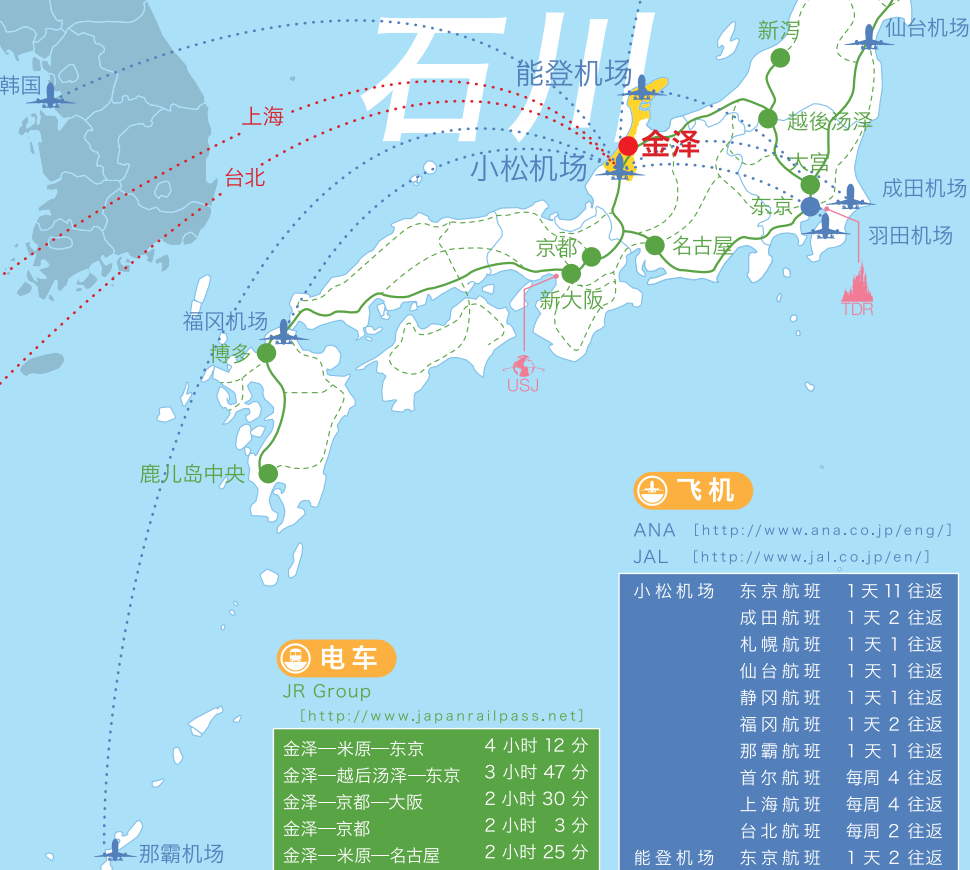 石川
新泻
仙台机场
能登机场
韩国
上海
越後汤泽
金泽
小松机场
大宮
台北
成田机场
东京
羽田机场
京都
名古屋
新大阪
TDR
福冈机场
博多
USJ
鹿儿岛中央
飞机
ANA [http://www.ana.co.jp/eng/]
JAL [http://www.jal.co.jp/en/]
小松机场 东京航班 1天11往返
成田航班 1天2往返
札幌航班 1天1往返
仙台航班 1天1往返
静冈航班 1天1往返
福冈航班 1天2往返
那霸航班 1天1往返
首尔航班 每周4往返
上海航班 每周4往返
台北航班 每周2往返
能登机场 东京航班 1天2往返
电车
JR Group
[http://www.japanrailpass.net]
金泽—米原—东京 4小时12分
金泽—越后汤泽—东京 3小时47分
金泽—京都—大阪 2小时30分
金泽—京都 2小时3分
金泽—米原—名古屋 2小时25分
那霸机场